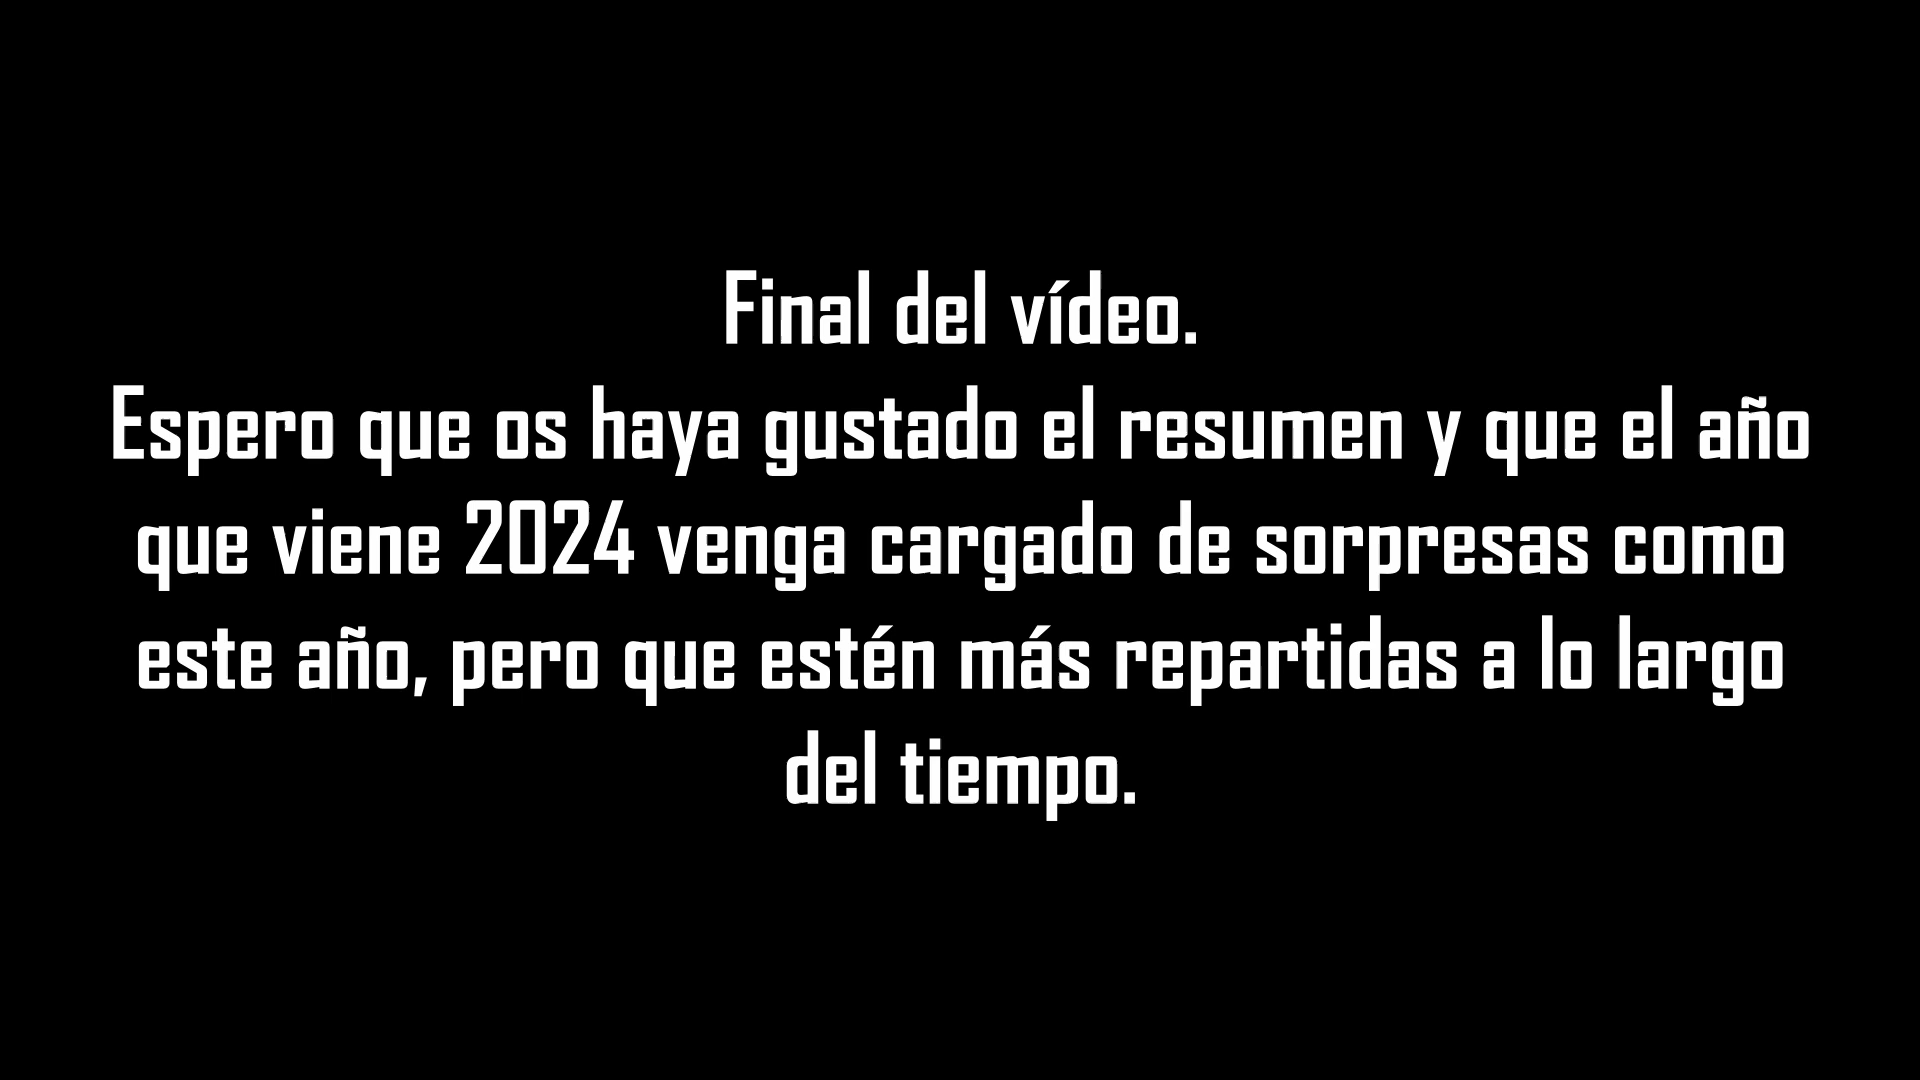 Final del vídeo.
Espero que os haya gustado el resumen y que el año
que viene 2024 venga cargado de sorpresas como
este año, pero que estén más repartidas a lo largo
del tiempo.